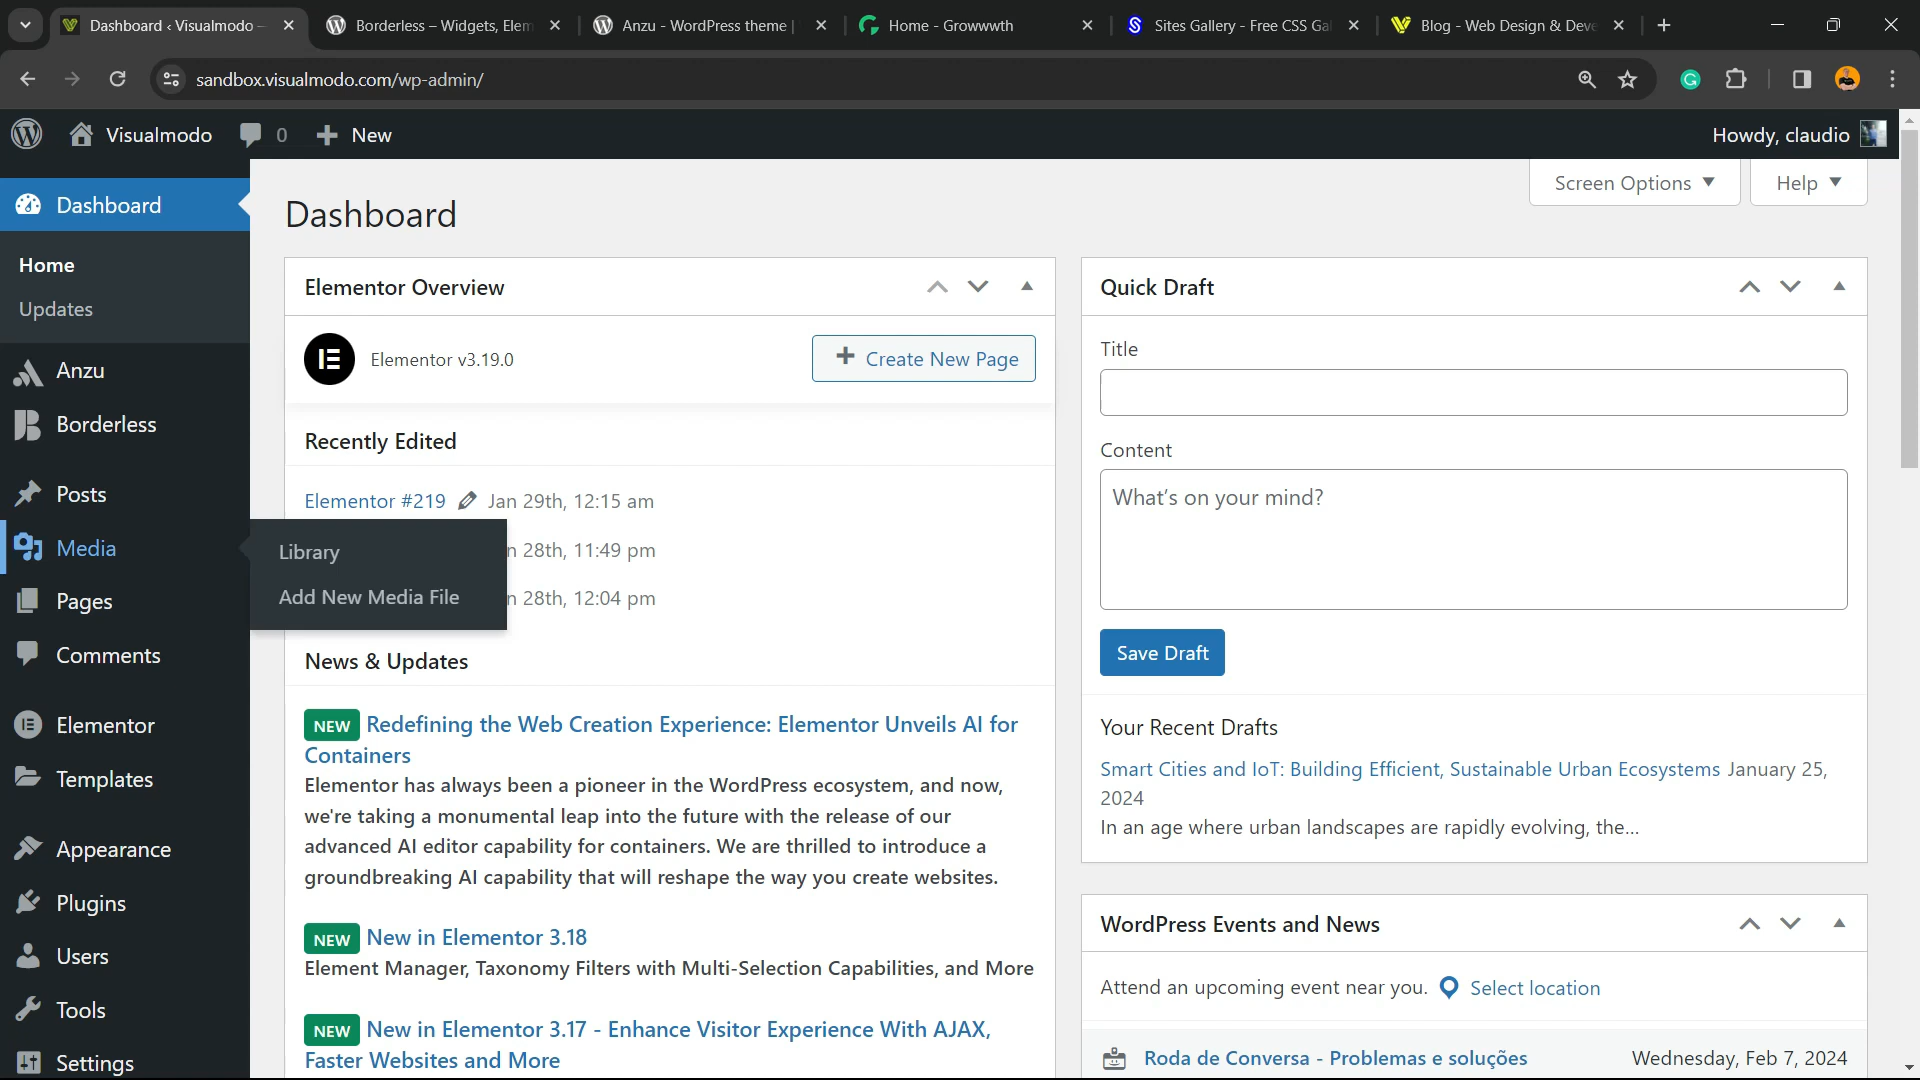 Dashboard ‹ Visualmodo –
Borderless – Widgets, Elem
Anzu - WordPress theme |
Home - Growwwth
Sites Gallery - Free CSS Gal
Blog - Web Design & Deve
sandbox.visualmodo.com/wp-admin/
Visualmodo
0
New
Howdy, claudio
Dashboard
Home
Updates
Anzu
Borderless
Posts
Media
Pages
Comments
Elementor
Templates
Appearance
Plugins
Users
Tools
Settings
Library
Add New Media File
Screen Options
Help
Dashboard
Elementor Overview
Elementor v3.19.0
Create New Page
Recently Edited
Elementor #219 Jan 29th, 12:15 am
n 28th, 11:49 pm
n 28th, 12:04 pm
News & Updates
NEW Redefining the Web Creation Experience: Elementor Unveils AI for
Containers
Elementor has always been a pioneer in the WordPress ecosystem, and now,
we're taking a monumental leap into the future with the release of our
advanced AI editor capability for containers. We are thrilled to introduce a
groundbreaking AI capability that will reshape the way you create websites.
NEW New in Elementor 3.18
Element Manager, Taxonomy Filters with Multi-Selection Capabilities, and More
NEW New in Elementor 3.17 - Enhance Visitor Experience With AJAX,
Faster Websites and More
Quick Draft
Title
Content
What's on your mind?
Save Draft
Your Recent Drafts
Smart Cities and IoT: Building Efficient, Sustainable Urban Ecosystems January 25,
2024
In an age where urban landscapes are rapidly evolving, the…
WordPress Events and News
Attend an upcoming event near you. Select location
Roda de Conversa - Problemas e soluções
Wednesday, Feb 7, 2024